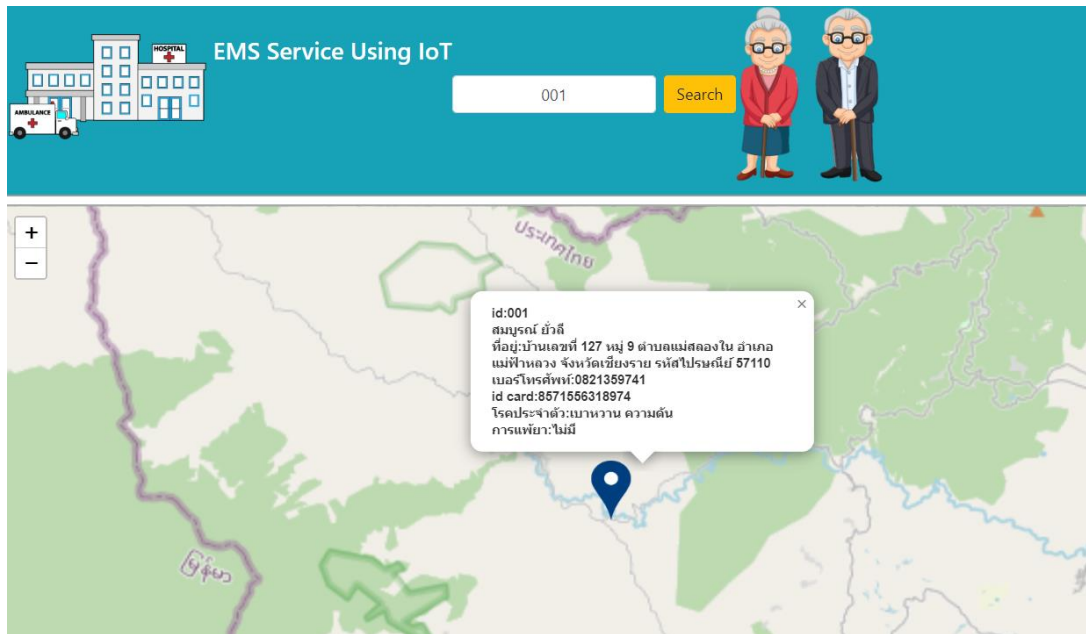 HOSPITAL
EMS Service Using IoT
001
Search
AMBULANCE
+
−
ประเทศไทย
×
id:001
สมบูรณ์ ยั่วลี
ที่อยู่:บ้านเลขที่ 127 หมู่ 9 ตำบลแม่สลองใน อำเภอ
แม่ฟ้าหลวง จังหวัดเชียงราย รหัสไปรษณีย์ 57110
เบอร์โทรศัพท์:0821359741
id card:8571556318974
โรคประจำตัว:เบาหวาน ความดัน
การแพ้ยา:ไม่มี
မြန်မာ